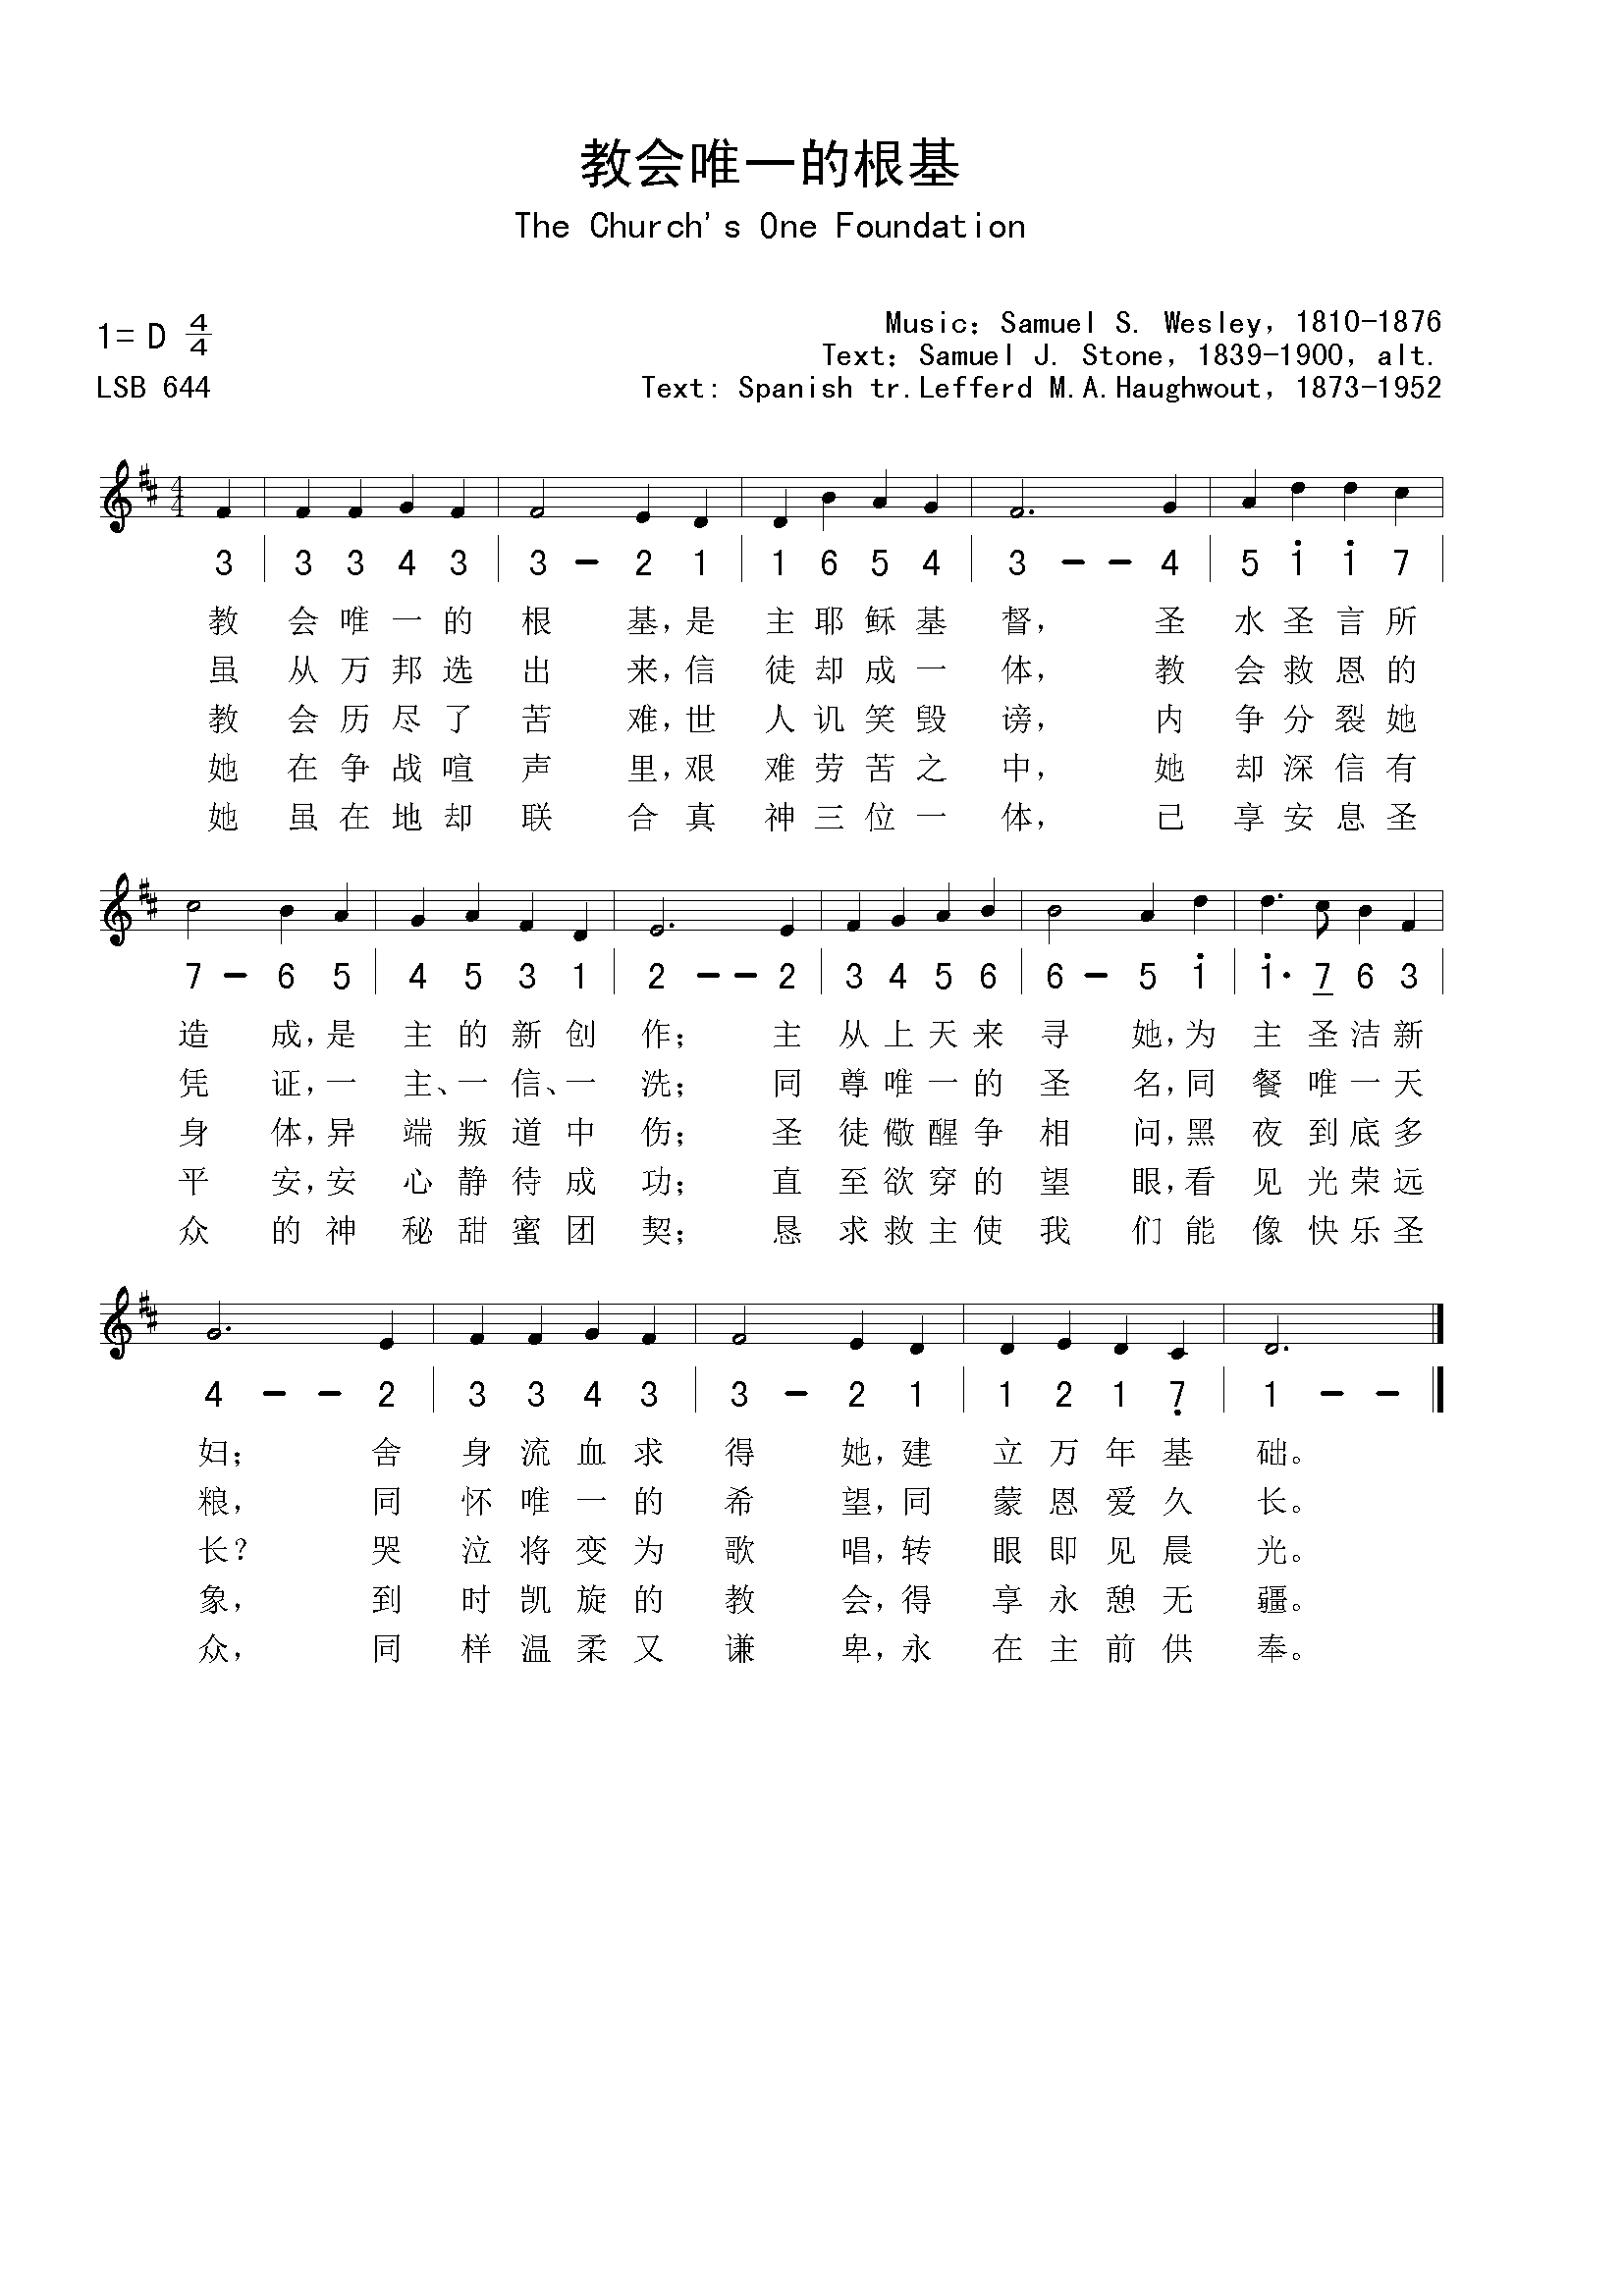 教会唯一的根基
The Church's One Foundation
1= D 4/4
Music: Samuel S. Wesley, 1810-1876
Text: Samuel J. Stone, 1839-1900, alt.
LSB 644
Text: Spanish tr.Lefferd M.A.Haughwout, 1873-1952
4/4
3 | 3 3 4 3 | 3 - 2 1 | 1 6 5 4 | 3 - - 4 | 5 i i 7 |
教 会 唯 一 的 根 基, 是 主 耶 稣 基 督, 圣 水 圣 言 所
虽 从 万 邦 选 出 来, 信 徒 却 成 一 体, 教 会 救 恩 的
教 会 历 尽 了 苦 难, 世 人 讥 笑 毁 谤, 内 争 分 裂 她
她 在 争 战 喧 声 里, 艰 难 劳 苦 之 中, 她 却 深 信 有
她 虽 在 地 却 联 合 真 神 三 位 一 体, 己 享 安 息 圣
7 - 6 5 | 4 5 3 1 | 2 - - 2 | 3 4 5 6 | 6 - 5 i | i· 7 6 3 |
造 成, 是 主 的 新 创 作; 主 从 上 天 来 寻 她, 为 主 圣 洁 新
凭 证, 一 主、 一 信、 一 洗; 同 尊 唯 一 的 圣 名, 同 餐 唯 一 天
身 体, 异 端 叛 道 中 伤; 圣 徒 儆 醒 争 相 问, 黑 夜 到 底 多
平 安, 安 心 静 待 成 功; 直 至 欲 穿 的 望 眼, 看 见 光 荣 远
众 的 神 秘 甜 蜜 团 契; 恳 求 救 主 使 我 们 能 像 快 乐 圣
4 - - 2 | 3 3 4 3 | 3 - 2 1 | 1 2 1 7̣ | 1 - - ‖
妇; 舍 身 流 血 求 得 她, 建 立 万 年 基 础。
粮, 同 怀 唯 一 的 希 望, 同 蒙 恩 爱 久 长。
长? 哭 泣 将 变 为 歌 唱, 转 眼 即 见 晨 光。
象, 到 时 凯 旋 的 教 会, 得 享 永 憩 无 疆。
众, 同 样 温 柔 又 谦 卑, 永 在 主 前 供 奉。